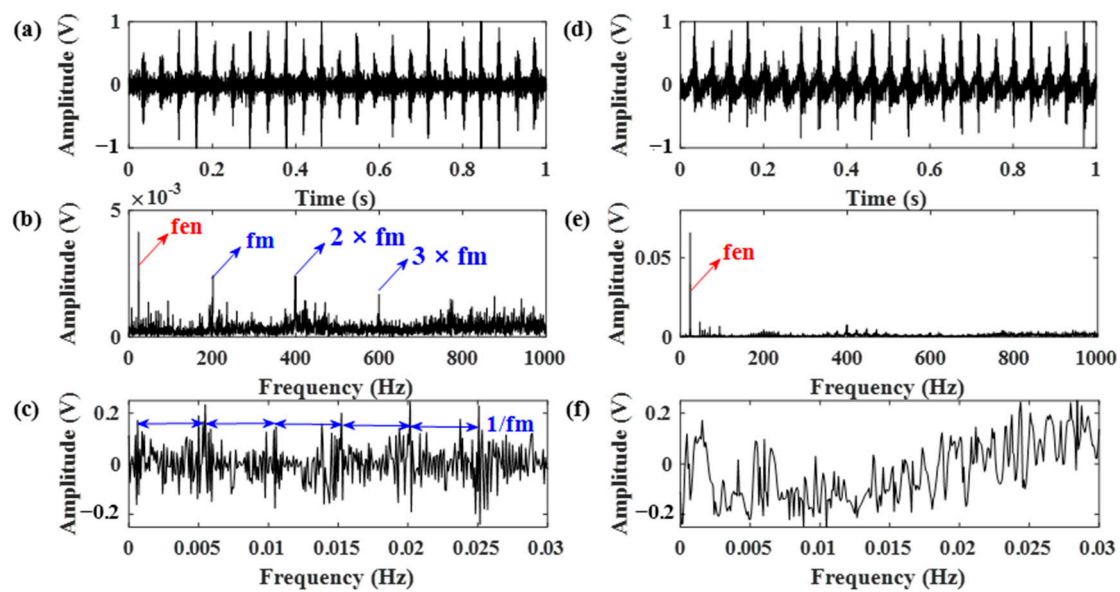 (a)
Amplitude (V)
1
0
−1
0 0.2 0.4 0.6 0.8 1
Time (s)
(d)
Amplitude (V)
1
0
−1
0 0.2 0.4 0.6 0.8 1
Time (s)
(b)
Amplitude (V)
× 10⁻³
5
0
fen
fm
2 × fm
3 × fm
0 200 400 600 800 1000
Frequency (Hz)
(e)
Amplitude (V)
0.05
0
fen
0 200 400 600 800 1000
Frequency (Hz)
(c)
Amplitude (V)
0.2
0
−0.2
1/fm
0 0.005 0.01 0.015 0.02 0.025 0.03
Frequency (Hz)
(f)
Amplitude (V)
0.2
0
−0.2
0 0.005 0.01 0.015 0.02 0.025 0.03
Frequency (Hz)